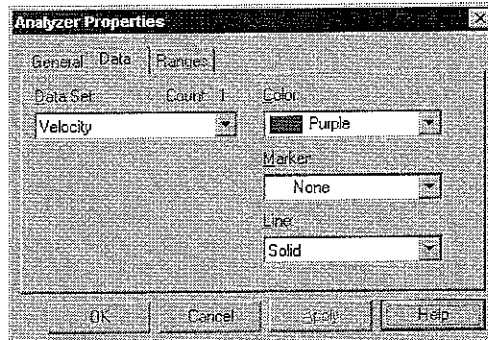 Analyzer Properties
General Data Ranges
Data Set Count: 1 Color:
Velocity Purple
Marker:
None
Line:
Solid
OK Cancel Apply Help